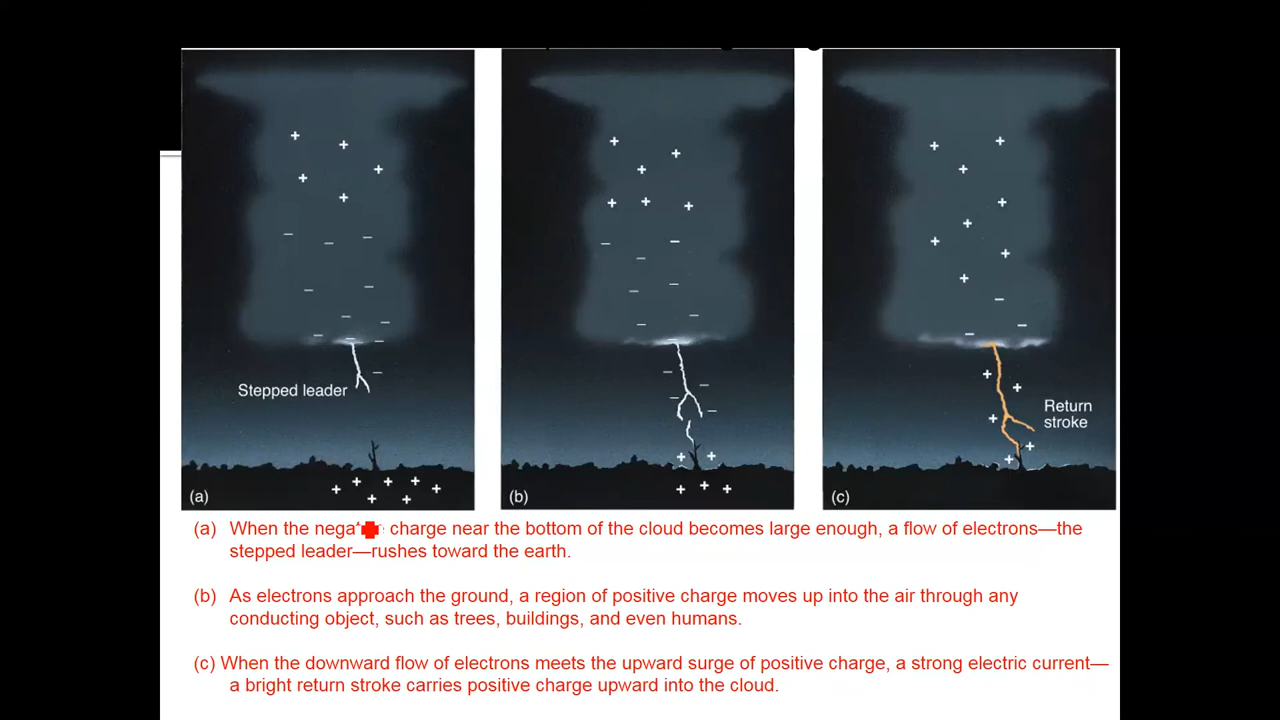 Stepped leader
Return
stroke
(a)
(b)
(c)
(a) When the charge near the bottom of the cloud becomes large enough, a flow of electrons—the
stepped leader—rushes toward the earth.
(b) As electrons approach the ground, a region of positive charge moves up into the air through any
conducting object, such as trees, buildings, and even humans.
(c) When the downward flow of electrons meets the upward surge of positive charge, a strong electric current—
a bright return stroke carries positive charge upward into the cloud.